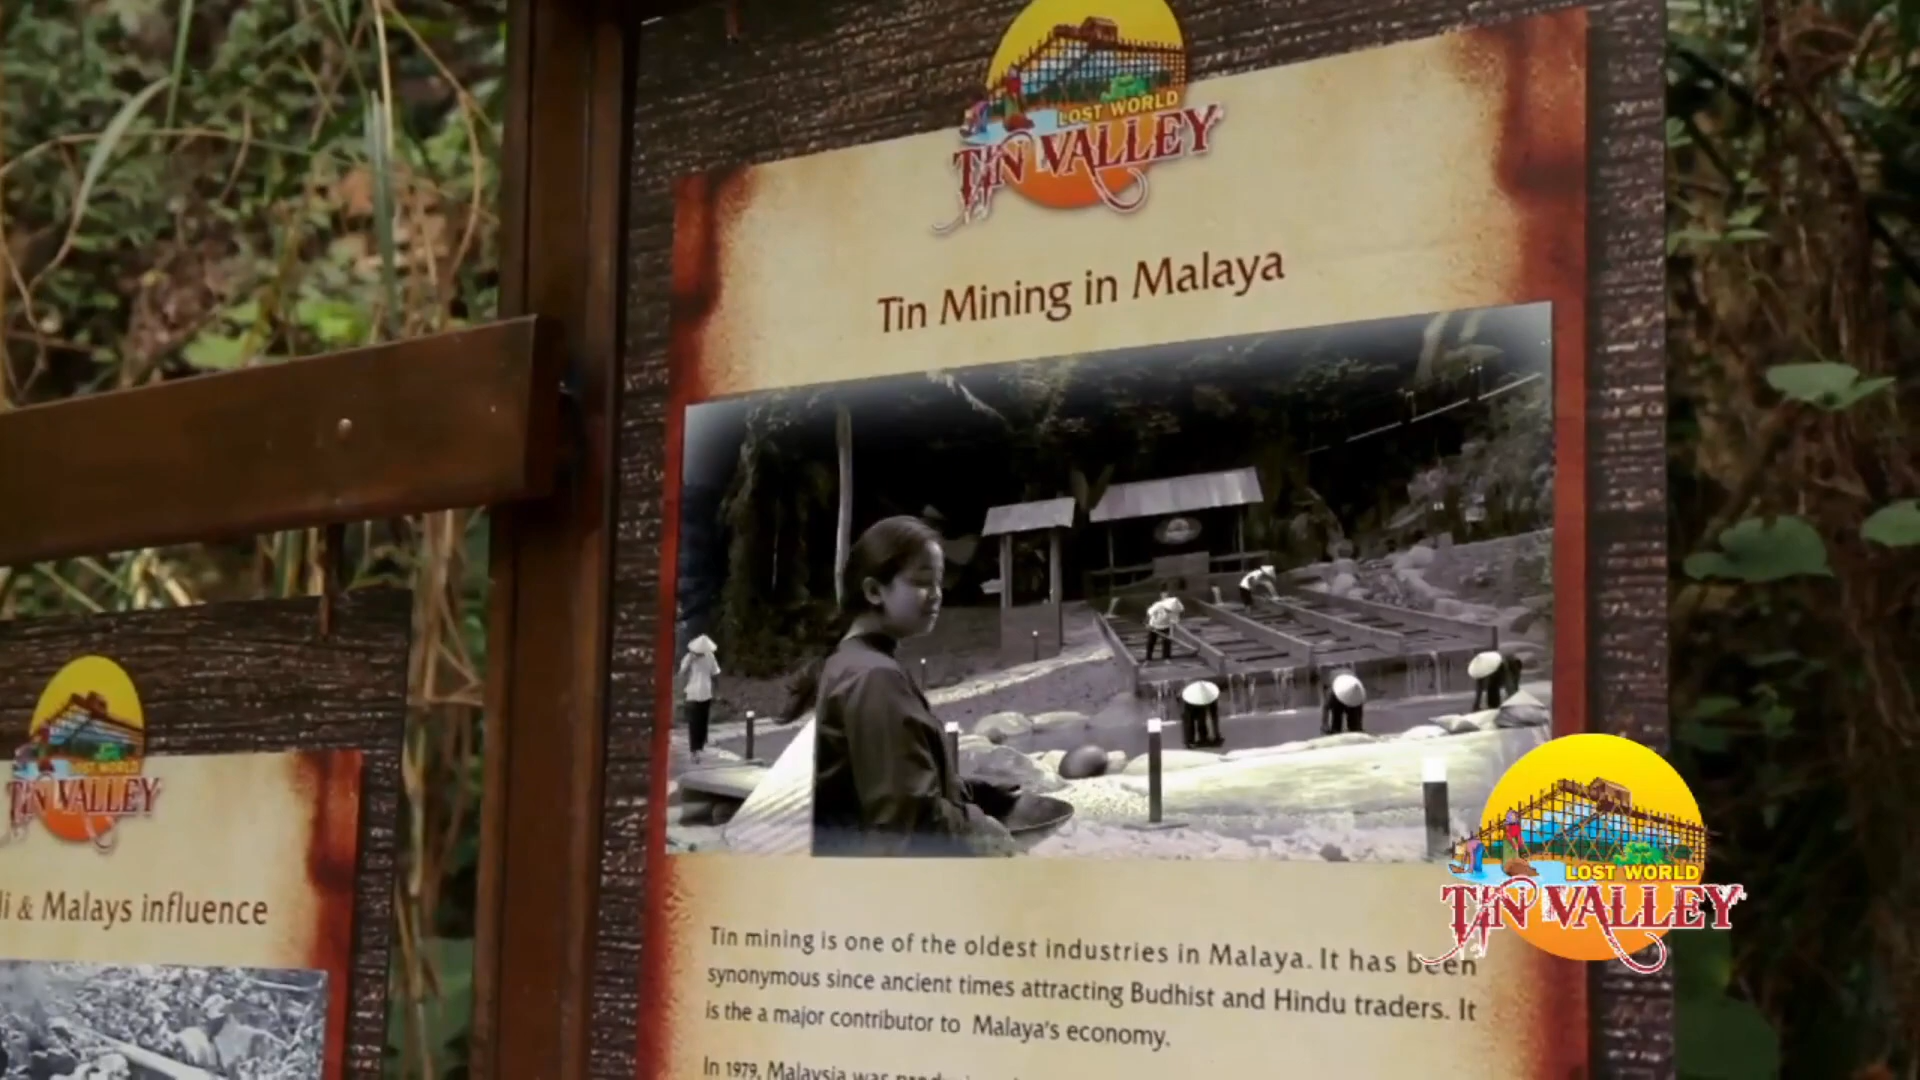 LOST WORLD
TIN VALLEY
Tin Mining in Malaya
Tin mining is one of the oldest industries in Malaya. It has been
synonymous since ancient times attracting Budhist and Hindu traders. It
is the a major contributor to Malaya's economy.
In 1979, Malaysia was
LOST WORLD
TIN VALLEY
& Malays influence
LOST WORLD
TIN VALLEY